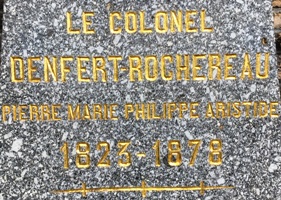 LE COLONEL
DENFERT-ROCHEREAU
PIERRE MARIE PHILIPPE ARISTIDE
1823-1878